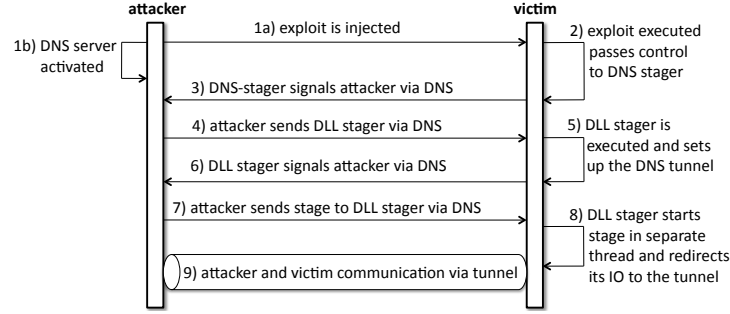 attacker
victim
1a) exploit is injected
1b) DNS server
activated
2) exploit executed
passes control
to DNS stager
3) DNS-stager signals attacker via DNS
4) attacker sends DLL stager via DNS
5) DLL stager is
executed and sets
up the DNS tunnel
6) DLL stager signals attacker via DNS
7) attacker sends stage to DLL stager via DNS
8) DLL stager starts
stage in separate
thread and redirects
its IO to the tunnel
9) attacker and victim communication via tunnel